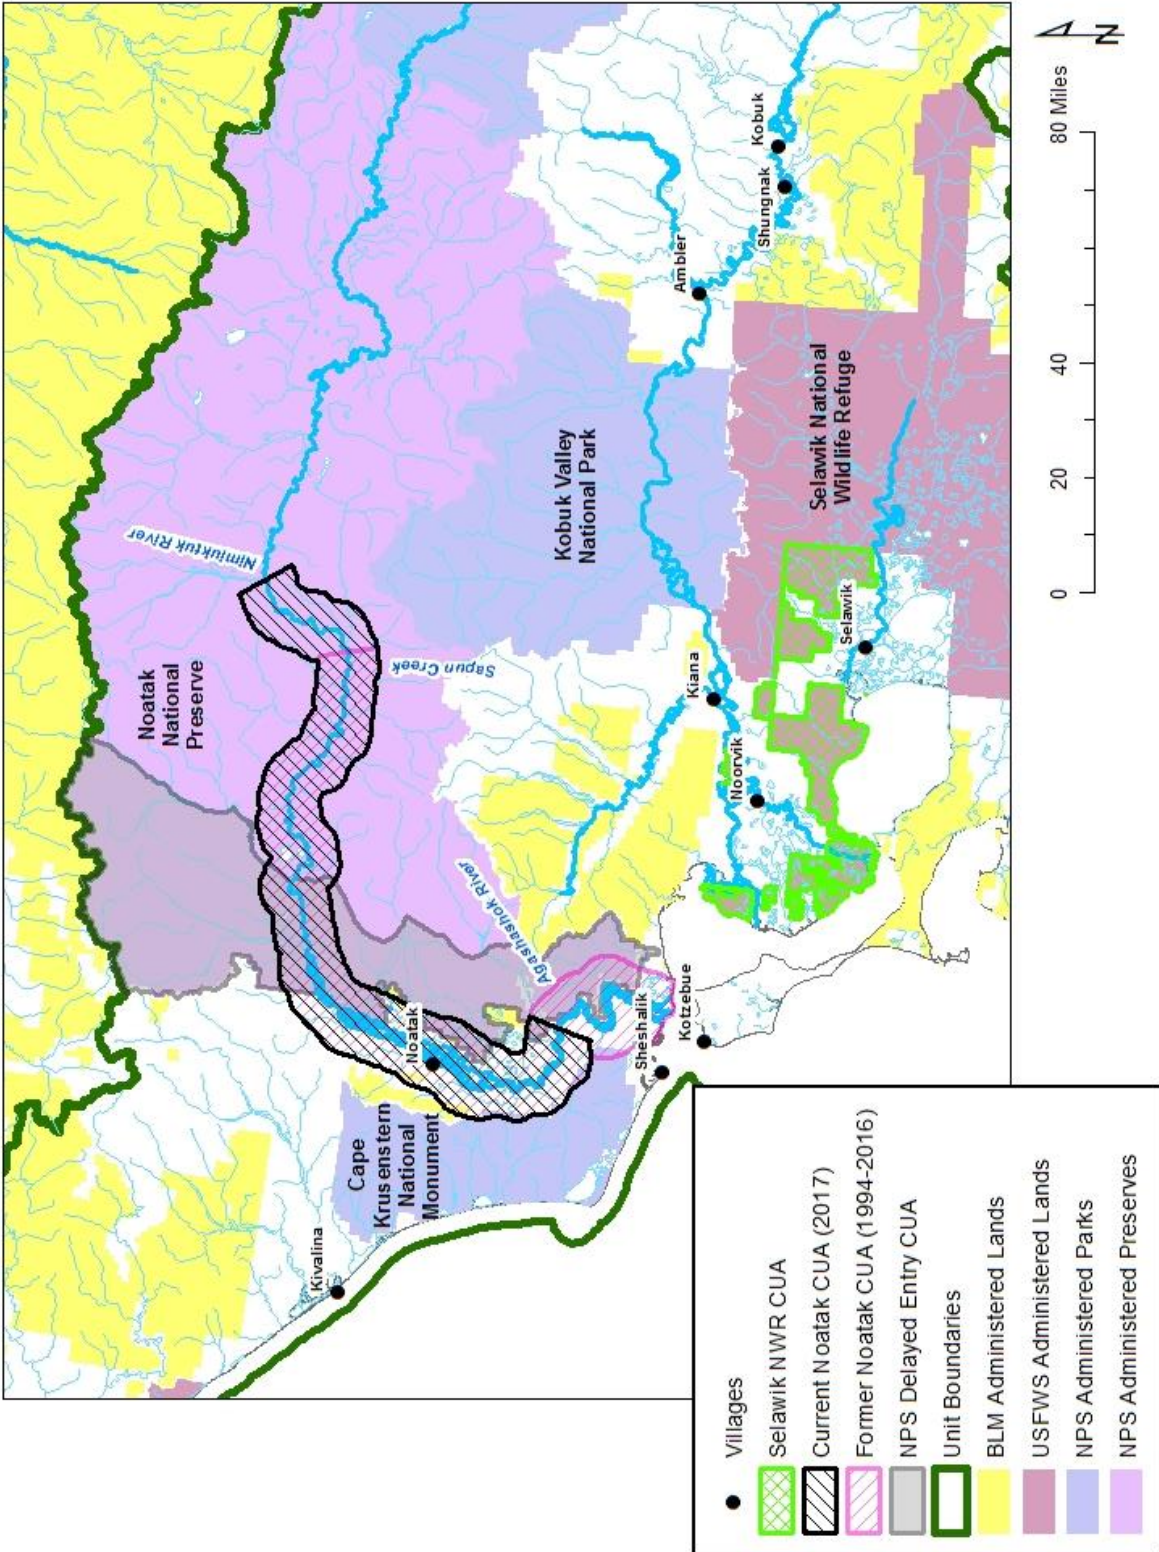 Noatak
National
Preserve
Nimiuktuk River
Sapun Creek
Agashashok River
Kivalina
Cape
Krusenstern
National
Monument
Noatak
Sheshalik
Kotzebue
Kobuk Valley
National Park
Kiana
Noorvik
Selawik
Selawik National
Wildlife Refuge
Ambler
Shungnak
Kobuk
0
20
40
80 Miles
N
Villages
Selawik NWR CUA
Current Noatak CUA (2017)
Former Noatak CUA (1994-2016)
NPS Delayed Entry CUA
Unit Boundaries
BLM Administered Lands
USFWS Administered Lands
NPS Administered Parks
NPS Administered Preserves